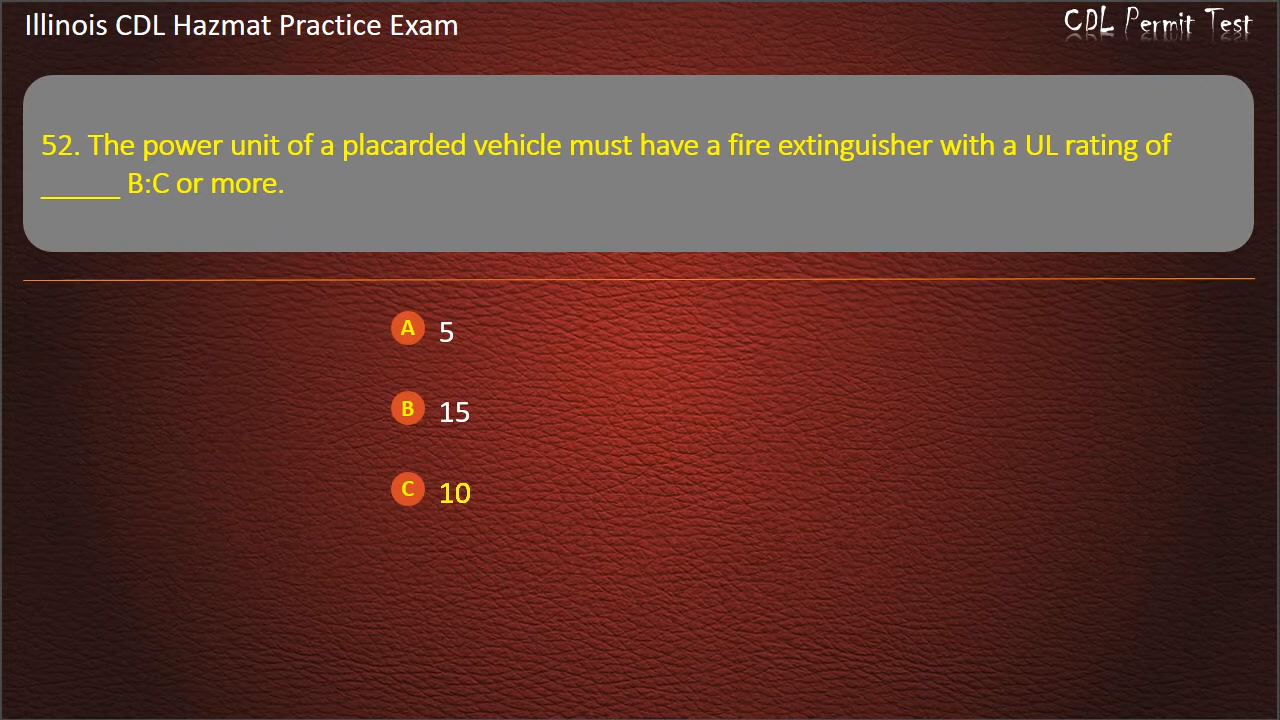 Illinois CDL Hazmat Practice Exam
CDL Permit Test
52. The power unit of a placarded vehicle must have a fire extinguisher with a UL rating of
_____ B:C or more.
A 5
B 15
C 10